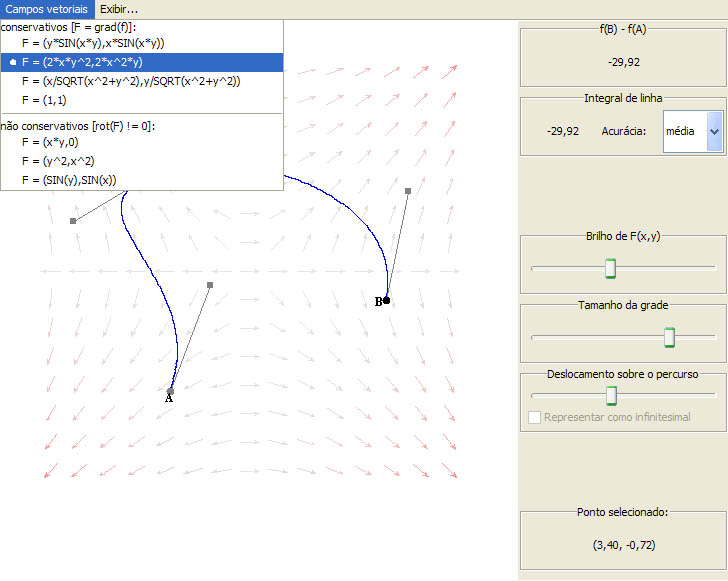 Campos vetoriais Exibir...
conservativos [F = grad(f)]:
F = (y*SIN(x*y),x*SIN(x*y))
F = (2*x*y^2,2*x^2*y)
F = (x/SQRT(x^2+y^2),y/SQRT(x^2+y^2))
F = (1,1)
não conservativos [rot(F) != 0]:
F = (x*y,0)
F = (y^2,x^2)
F = (SIN(y),SIN(x))
A
B
f(B) - f(A)
-29,92
Integral de linha
-29,92 Acurácia: média
Brilho de F(x,y)
Tamanho da grade
Deslocamento sobre o percurso
Representar como infinitesimal
Ponto selecionado:
(3,40, -0,72)